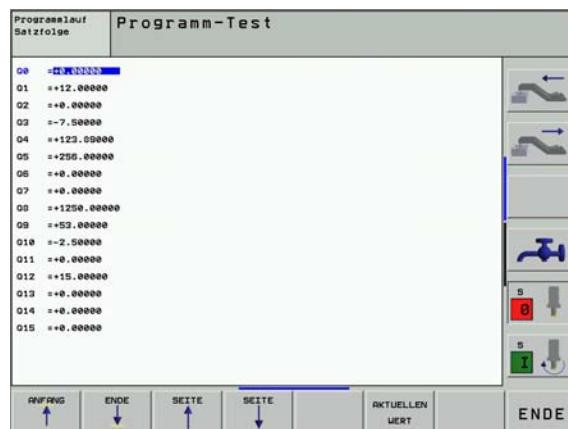 Programmlauf
Satzfolge
Programm-Test
Q0 =+0.00000
Q1 =+12.00000
Q2 =+0.00000
Q3 =-7.50000
Q4 =+123.89000
Q5 =+256.00000
Q6 =+0.00000
Q7 =+0.00000
Q8 =+1250.00000
Q9 =+53.00000
Q10 =-2.50000
Q11 =+0.00000
Q12 =+15.00000
Q13 =+0.00000
Q14 =+0.00000
Q15 =+0.00000
S
0
S
I
ANFANG
ENDE
SEITE
SEITE
AKTUELLEN
WERT
ENDE